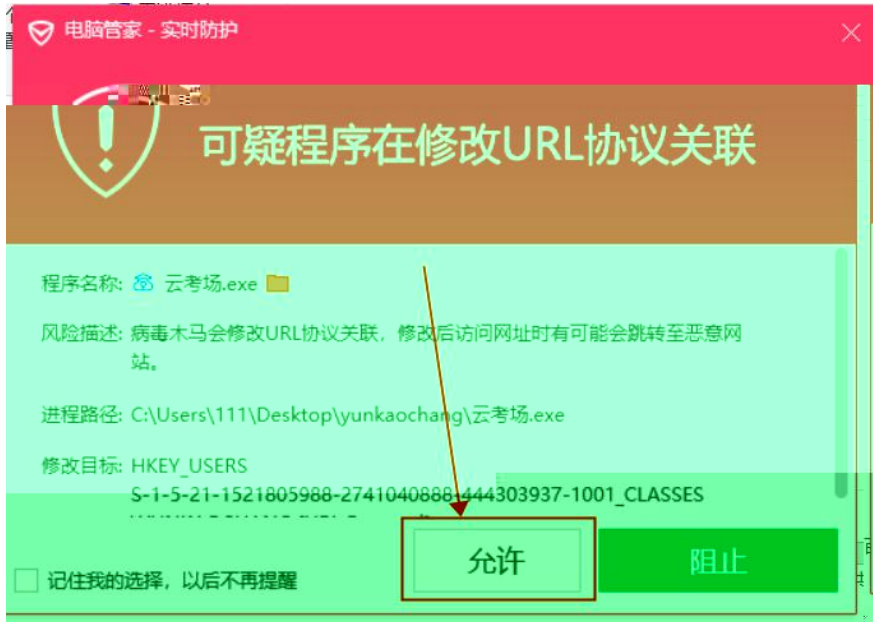 电脑管家 - 实时防护
可疑程序在修改URL协议关联
程序名称: 云考场.exe
风险描述: 病毒木马会修改URL协议关联，修改后访问网址时有可能会跳转至恶意网
站。
进程路径: C:\Users\111\Desktop\yunkaochang\云考场.exe
修改目标: HKEY_USERS
S-1-5-21-1521805988-2741040888-444303937-1001_CLASSES
记住我的选择，以后不再提醒
允许
阻止